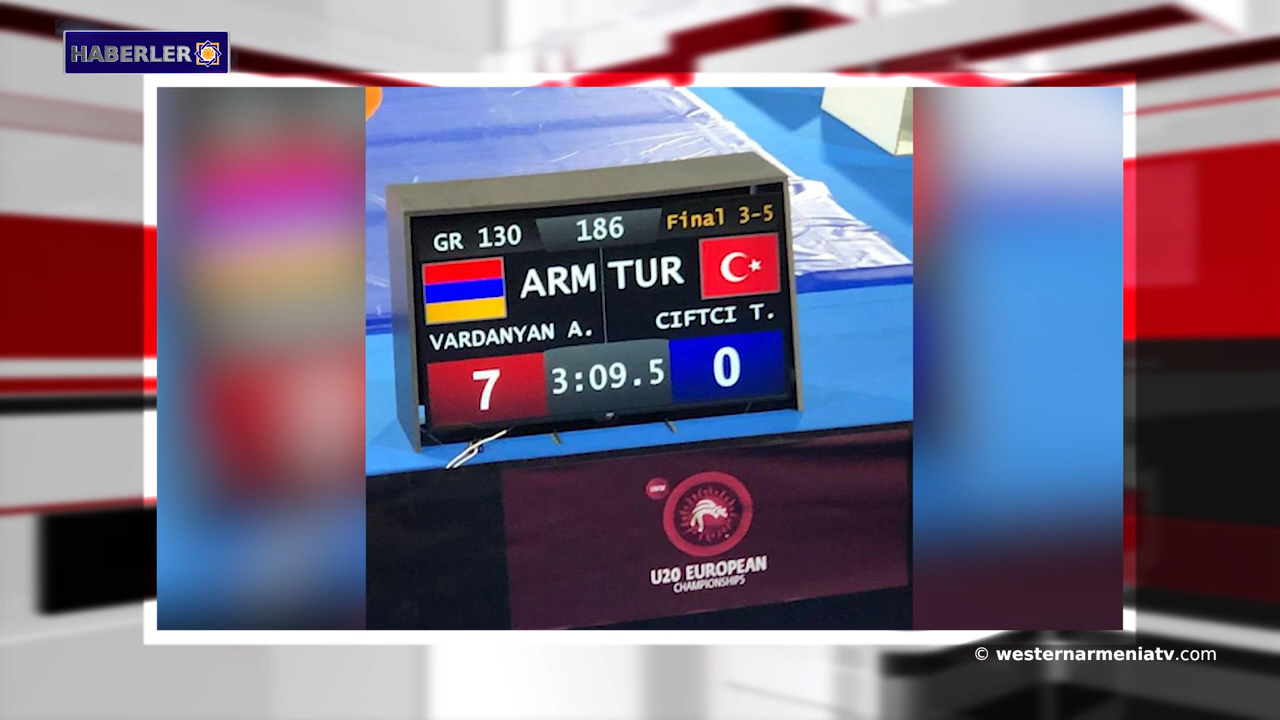 HABERLER
GR 130 186 Final 3-5
ARM TUR
VARDANYAN A. CIFTCI T.
7 3:09.5 0
UWW
U20 EUROPEAN
CHAMPIONSHIPS
© westernarmeniatv.com